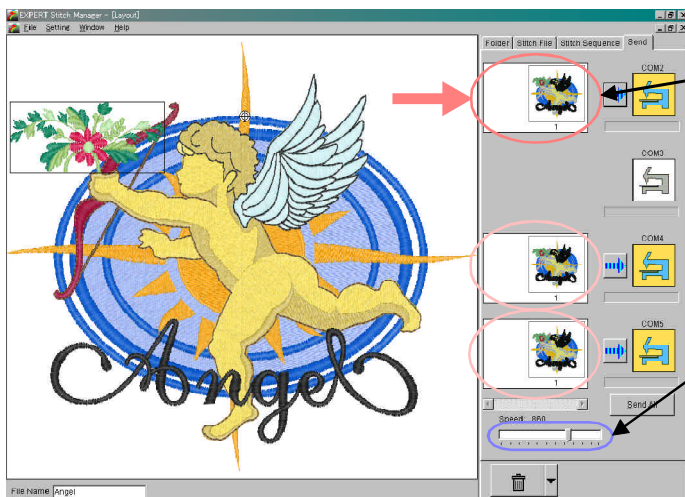 EXPERT Stitch Manager - [Layout]
File Setting Window Help
Folder Stitch File Stitch Sequence Send
COM2
1
COM3
COM4
1
COM5
1
Send All
Speed: 860
Angel
File Name Angel